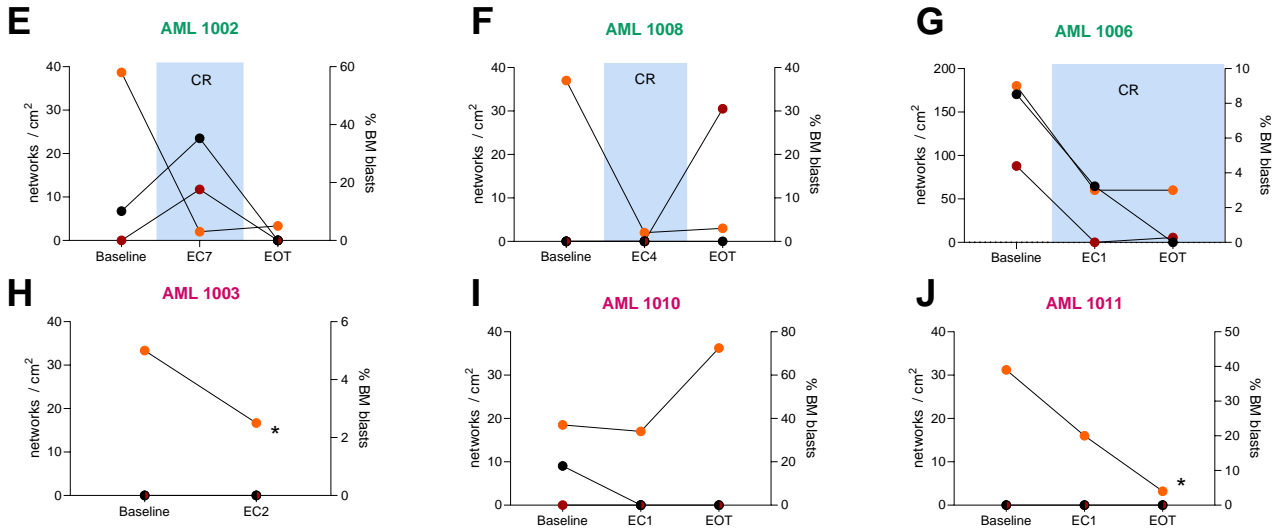 E
AML 1002
networks / cm²
40
30
20
10
0
CR
60
40
20
0
% BM blasts
Baseline EC7 EOT
F
AML 1008
networks / cm²
40
30
20
10
0
CR
40
30
20
10
0
% BM blasts
Baseline EC4 EOT
G
AML 1006
networks / cm²
200
150
100
50
0
CR
10
8
6
4
2
0
% BM blasts
Baseline EC1 EOT
H
AML 1003
networks / cm²
40
30
20
10
0
*
6
4
2
0
% BM blasts
Baseline EC2
I
AML 1010
networks / cm²
40
30
20
10
0
80
60
40
20
0
% BM blasts
Baseline EC1 EOT
J
AML 1011
networks / cm²
40
30
20
10
0
*
50
40
30
20
10
0
% BM blasts
Baseline EC1 EOT